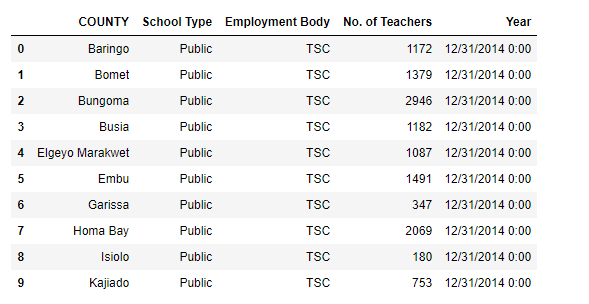 COUNTY School Type Employment Body No. of Teachers Year
0 Baringo Public TSC 1172 12/31/2014 0:00
1 Bomet Public TSC 1379 12/31/2014 0:00
2 Bungoma Public TSC 2946 12/31/2014 0:00
3 Busia Public TSC 1182 12/31/2014 0:00
4 Elgeyo Marakwet Public TSC 1087 12/31/2014 0:00
5 Embu Public TSC 1491 12/31/2014 0:00
6 Garissa Public TSC 347 12/31/2014 0:00
7 Homa Bay Public TSC 2069 12/31/2014 0:00
8 Isiolo Public TSC 180 12/31/2014 0:00
9 Kajiado Public TSC 753 12/31/2014 0:00